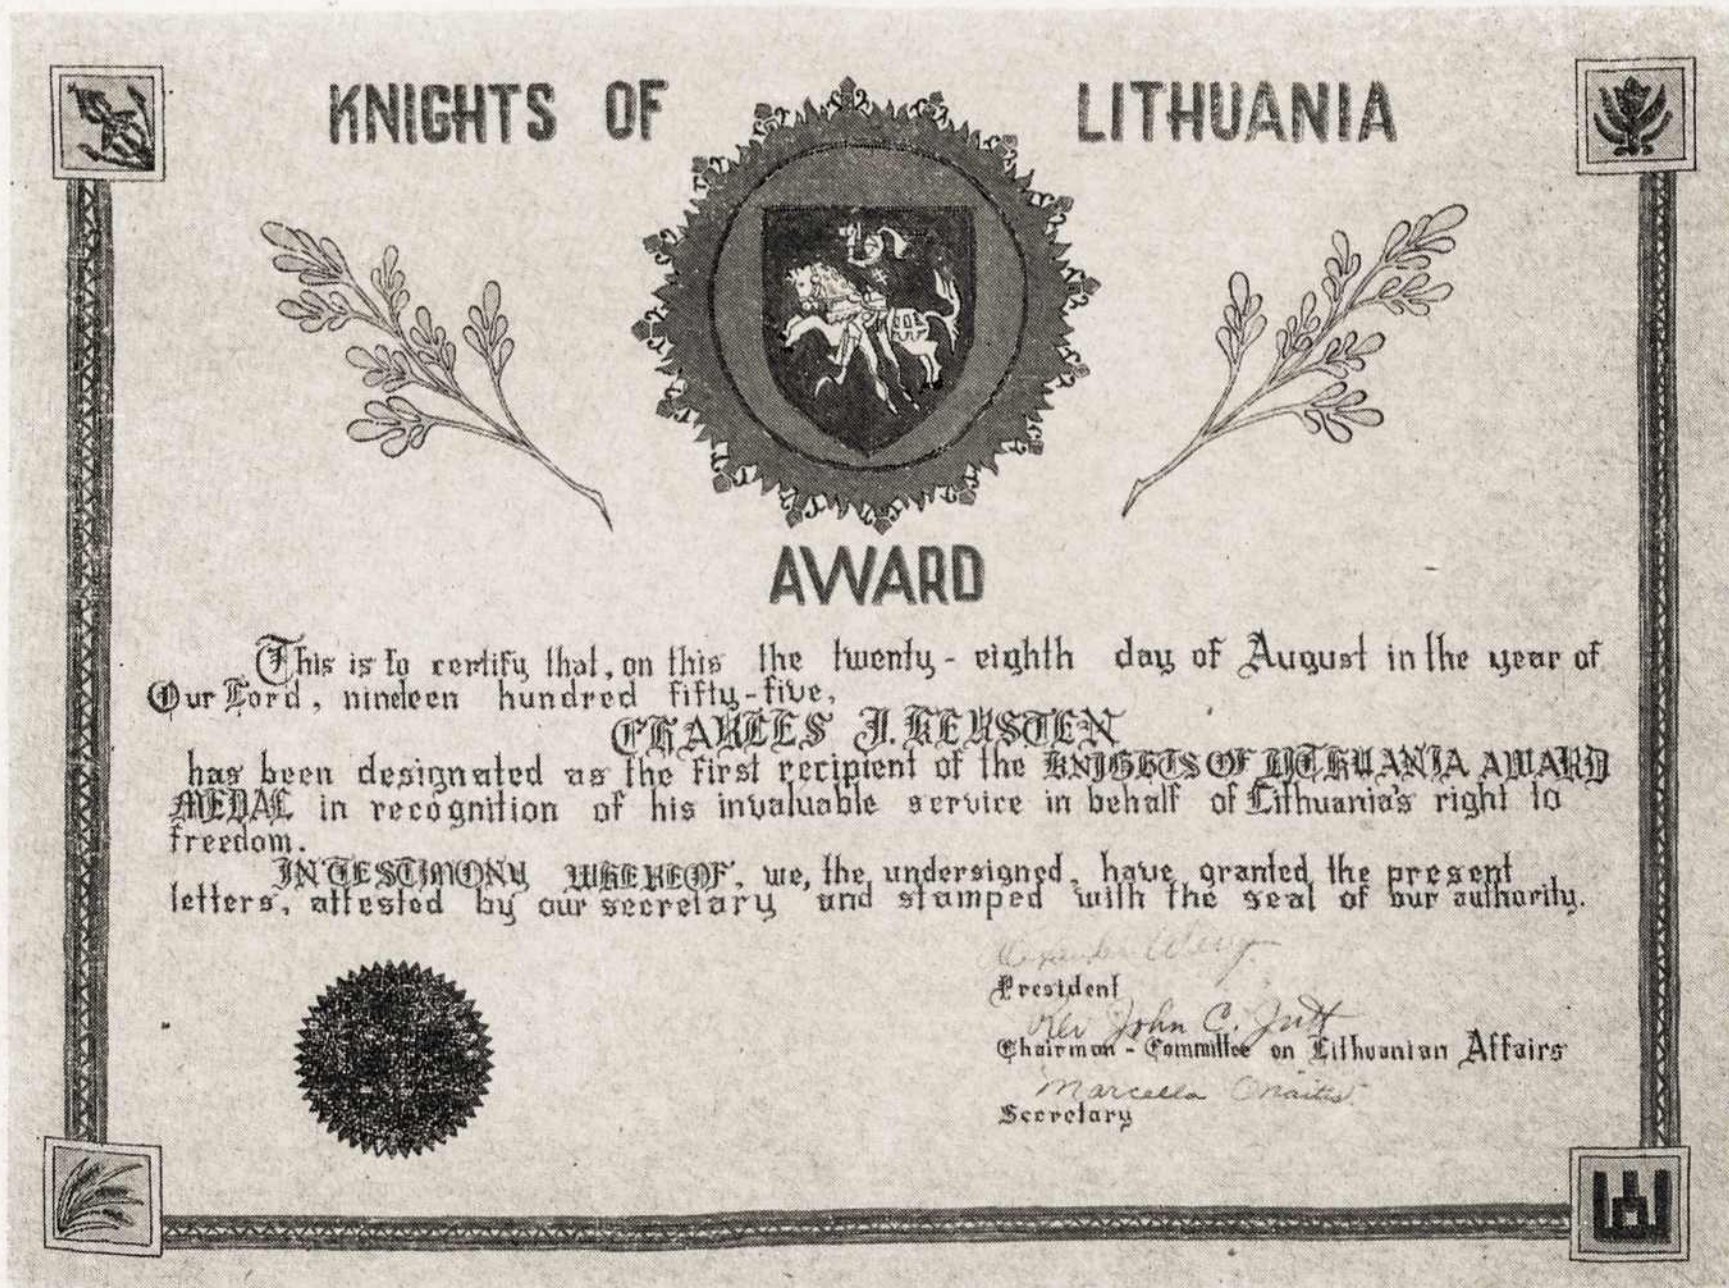 KNIGHTS OF LITHUANIA
AWARD
This is to certify that, on this the twenty-eighth day of August in the year of
Our Lord, nineteen hundred fifty-five,
CHARLES J. KERSTEN
has been designated as the first recipient of the KNIGHTS OF LITHUANIA AWARD
MEDAL in recognition of his invaluable service in behalf of Lithuania's right to
freedom.
IN TESTIMONY WHEREOF, we, the undersigned, have granted the present
letters, attested by our secretary and stamped with the seal of our authority.
President
Rev John C. Jutt
Chairman - Committee on Lithuanian Affairs
Marcella Onaitis
Secretary